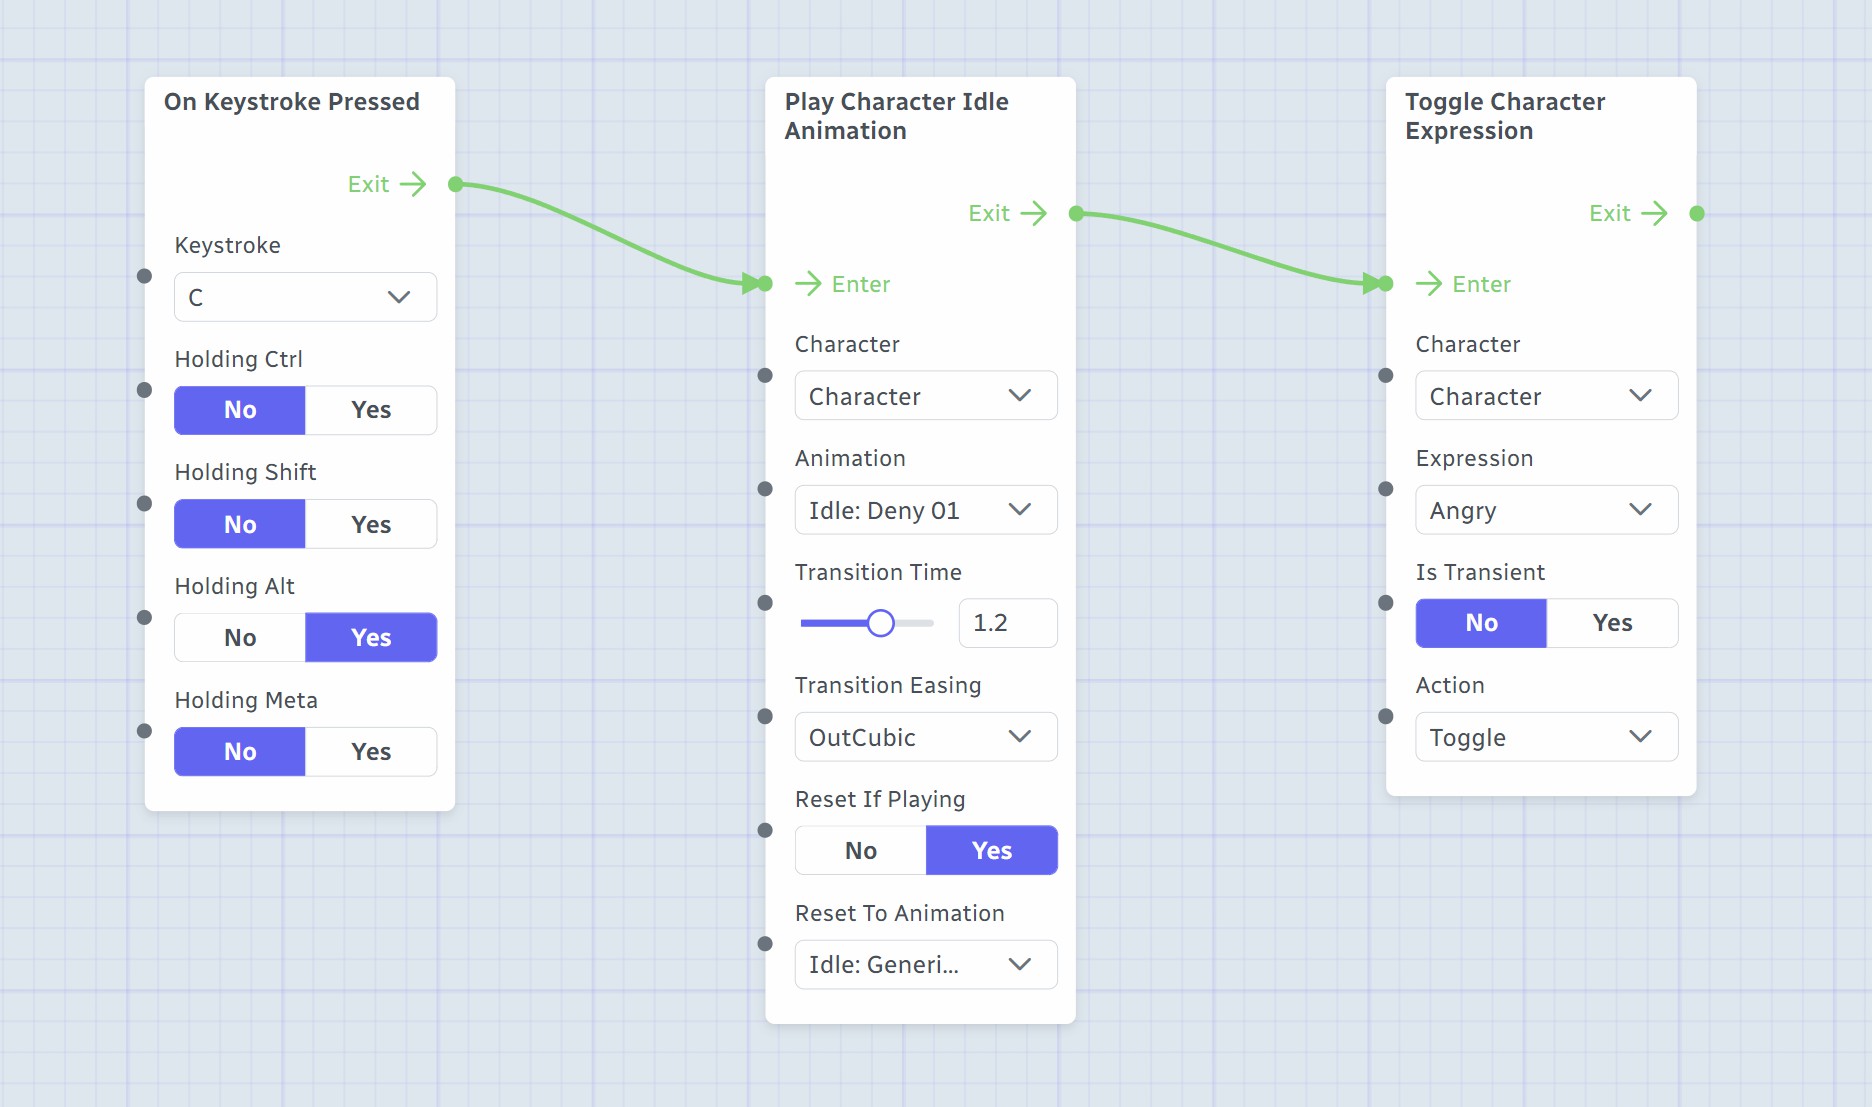 On Keystroke Pressed
Exit
Keystroke
C
Holding Ctrl
No Yes
Holding Shift
No Yes
Holding Alt
No Yes
Holding Meta
No Yes
Play Character Idle
Animation
Exit
Enter
Character
Character
Animation
Idle: Deny 01
Transition Time
1.2
Transition Easing
OutCubic
Reset If Playing
No Yes
Reset To Animation
Idle: Generi...
Toggle Character
Expression
Exit
Enter
Character
Character
Expression
Angry
Is Transient
No Yes
Action
Toggle